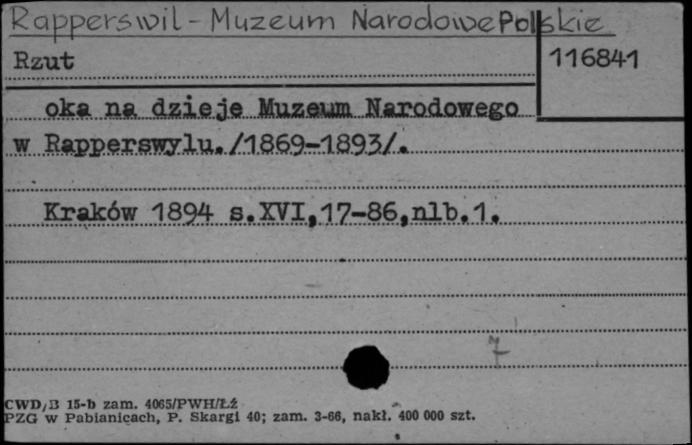 Rapperswil - Muzeum Narodowe Polskie
Rzut
116841
oka na dzieje Muzeum Narodowego
w Rapperswylu./1869-1893/.
Kraków 1894 s.XVI,17-86,nlb.1.
7
CWD/B 15-b zam. 4065/PWH/Łź
PZG w Pabianicach, P. Skargi 40; zam. 3-66, nakł. 400 000 szt.